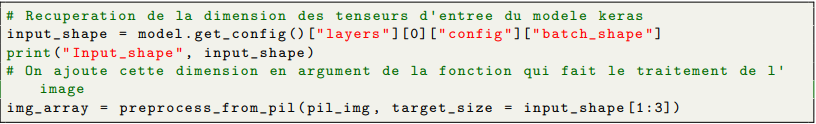 # Recuperation de la dimension des tenseurs d'entree du modele keras
input_shape = model.get_config()["layers"][0]["config"]["batch_shape"]
print("Input_shape", input_shape)
# On ajoute cette dimension en argument de la fonction qui fait le traitement de l'
image
img_array = preprocess_from_pil(pil_img, target_size = input_shape[1:3])